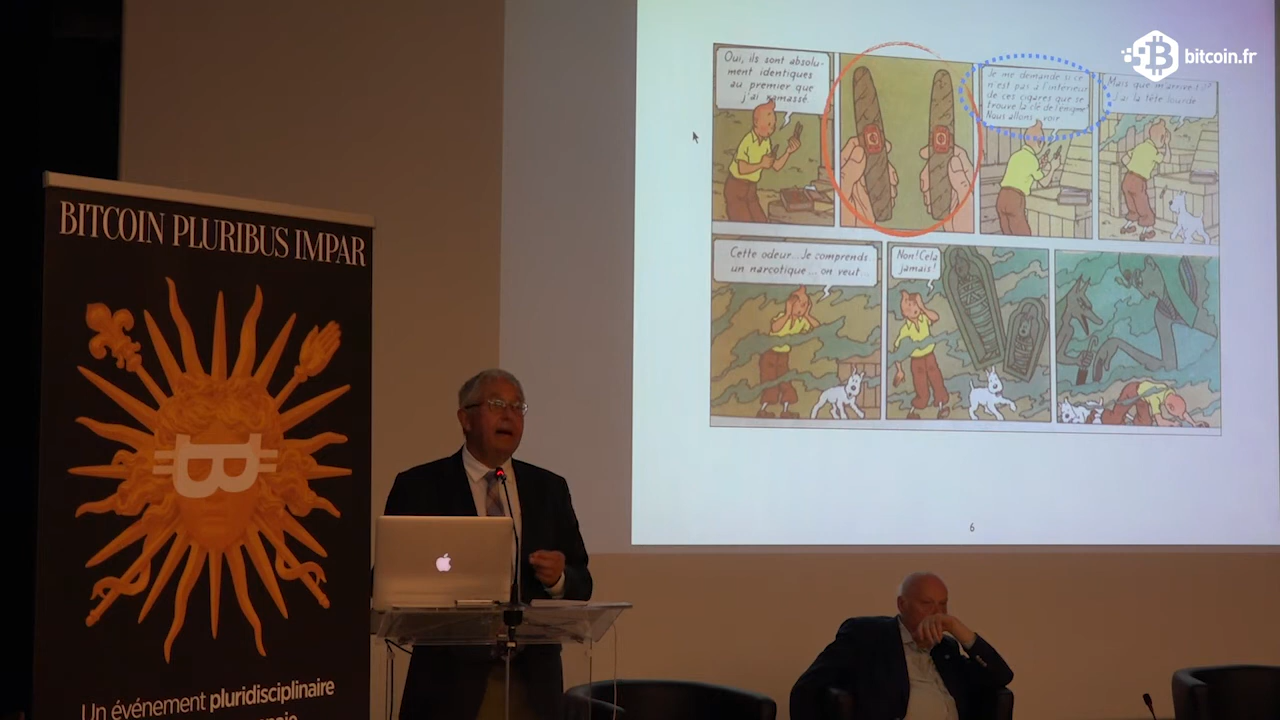 bitcoin.fr
BITCOIN PLURIBUS IMPAR
Un événement pluridisciplinaire
Oui, ils sont absolu-
ment identiques
au premier que
j'ai ramassé.
Je me demande si ce
n'est pas à l'intérieur
de ces cigares que se
trouve la clé de l'énigme
Nous allons voir.
Mais que m'arrive-t-il?
J'ai la tête lourde
Cette odeur...Je comprends
un narcotique... on veut...
Non! Cela
jamais!
6